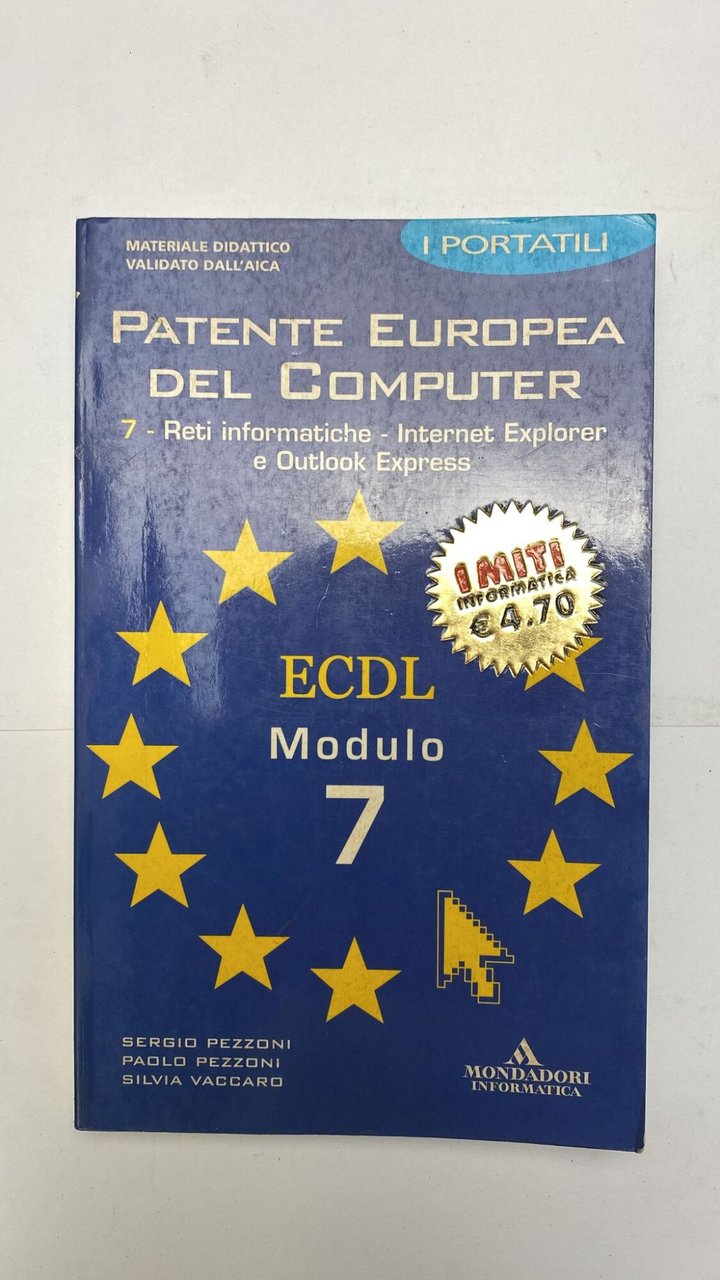 MATERIALE DIDATTICO
VALIDATO DALL'AICA
I PORTATILI
PATENTE EUROPEA
DEL COMPUTER
7 - Reti informatiche - Internet Explorer
e Outlook Express
I MITI
INFORMATICA
€ 4.70
ECDL
Modulo
7
SERGIO PEZZONI
PAOLO PEZZONI
SILVIA VACCARO
MONDADORI
INFORMATICA